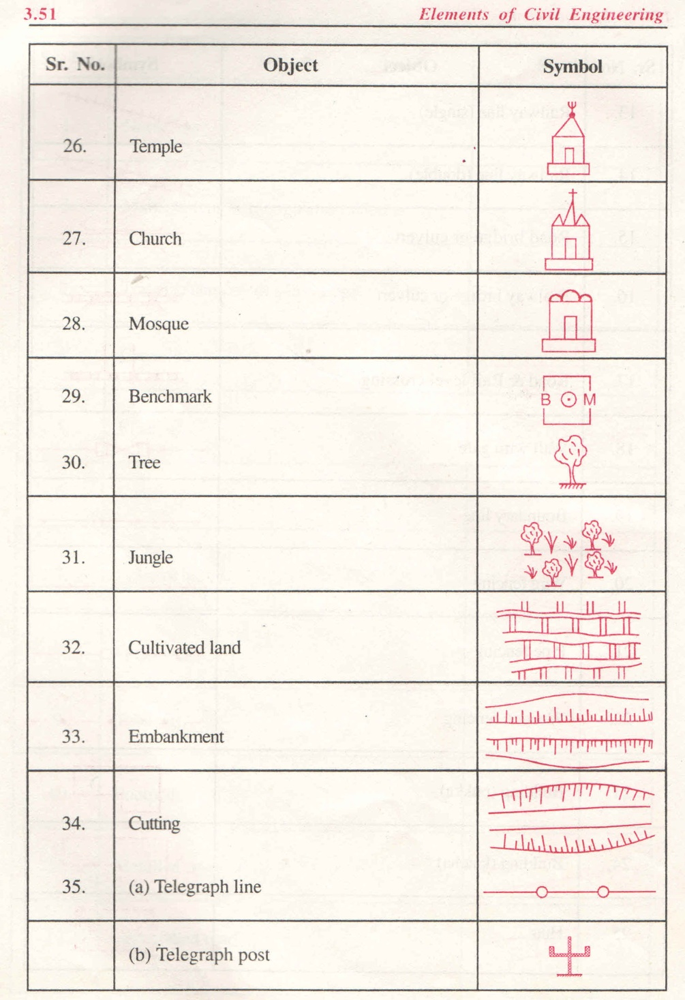 3.51 Elements of Civil Engineering
Sr. No. Object Symbol
26. Temple
27. Church
28. Mosque
29. Benchmark B M
30. Tree
31. Jungle
32. Cultivated land
33. Embankment
34. Cutting
35. (a) Telegraph line
(b) Telegraph post